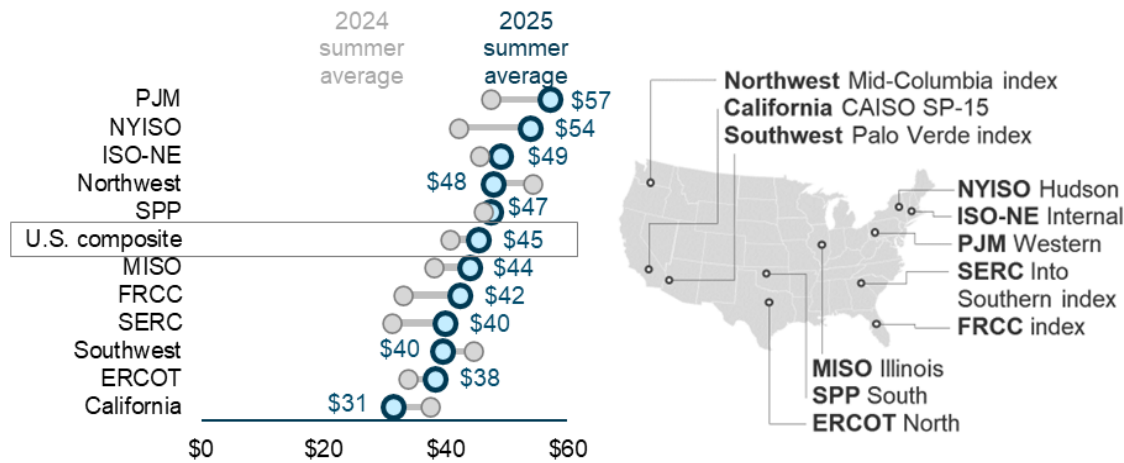 2024
summer
average
2025
summer
average
PJM
$57
NYISO
$54
ISO-NE
$49
Northwest
$48
SPP
$47
U.S. composite
$45
MISO
$44
FRCC
$42
SERC
$40
Southwest
$40
ERCOT
$38
California
$31
$0
$20
$40
$60
Northwest Mid-Columbia index
California CAISO SP-15
Southwest Palo Verde index
NYISO Hudson
ISO-NE Internal
PJM Western
SERC Into
Southern index
FRCC index
MISO Illinois
SPP South
ERCOT North